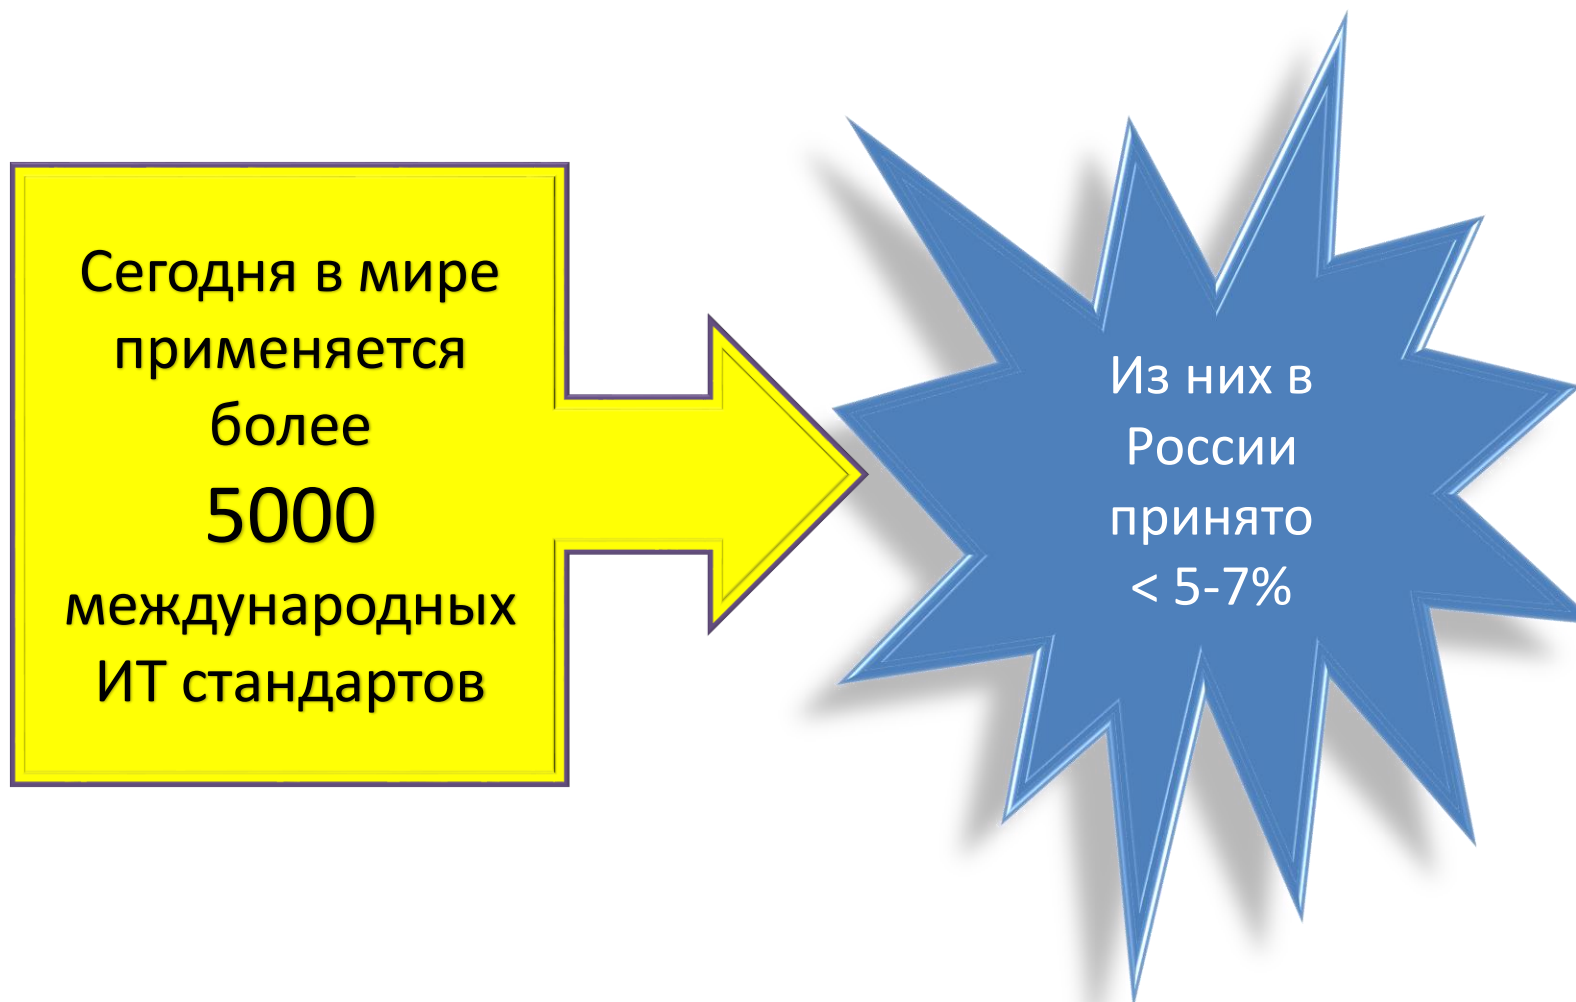 Сегодня в мире
применяется
более
5000
международных
ИТ стандартов
Из них в
России
принято
< 5-7%